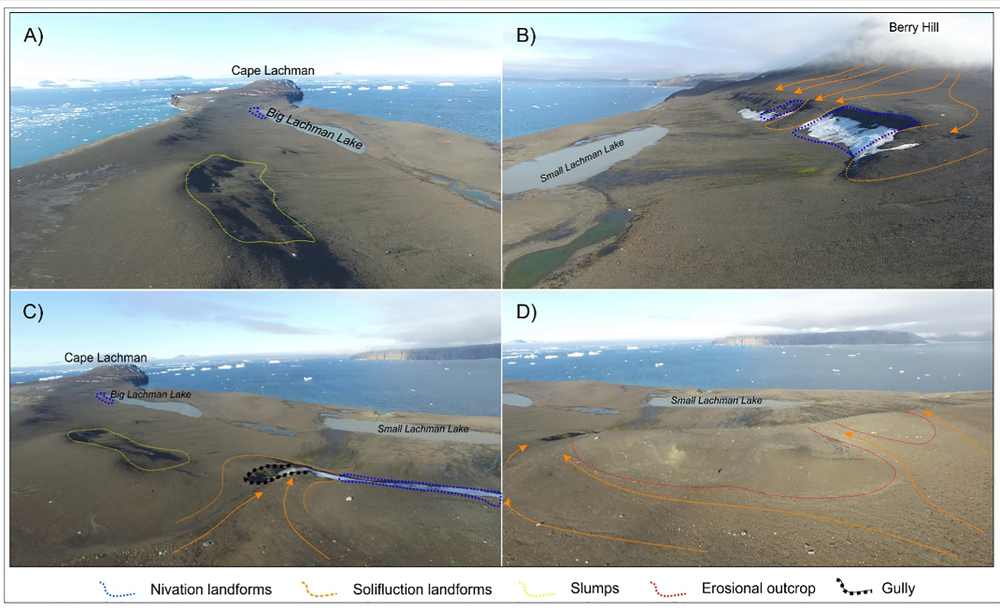 A)
Cape Lachman
Big Lachman Lake
B)
Berry Hill
Small Lachman Lake
C)
Cape Lachman
Big Lachman Lake
Small Lachman Lake
D)
Small Lachman Lake
Nivation landforms
Solifluction landforms
Slumps
Erosional outcrop
Gully